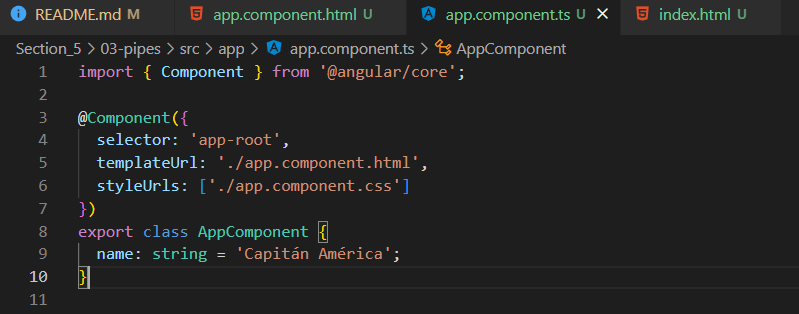 README.md M app.component.html U app.component.ts U index.html U
Section_5 > 03-pipes > src > app > app.component.ts > AppComponent
1 import { Component } from '@angular/core';
2
3 @Component({
4   selector: 'app-root',
5   templateUrl: './app.component.html',
6   styleUrls: ['./app.component.css']
7 })
8 export class AppComponent {
9   name: string = 'Capitán América';
10 }
11